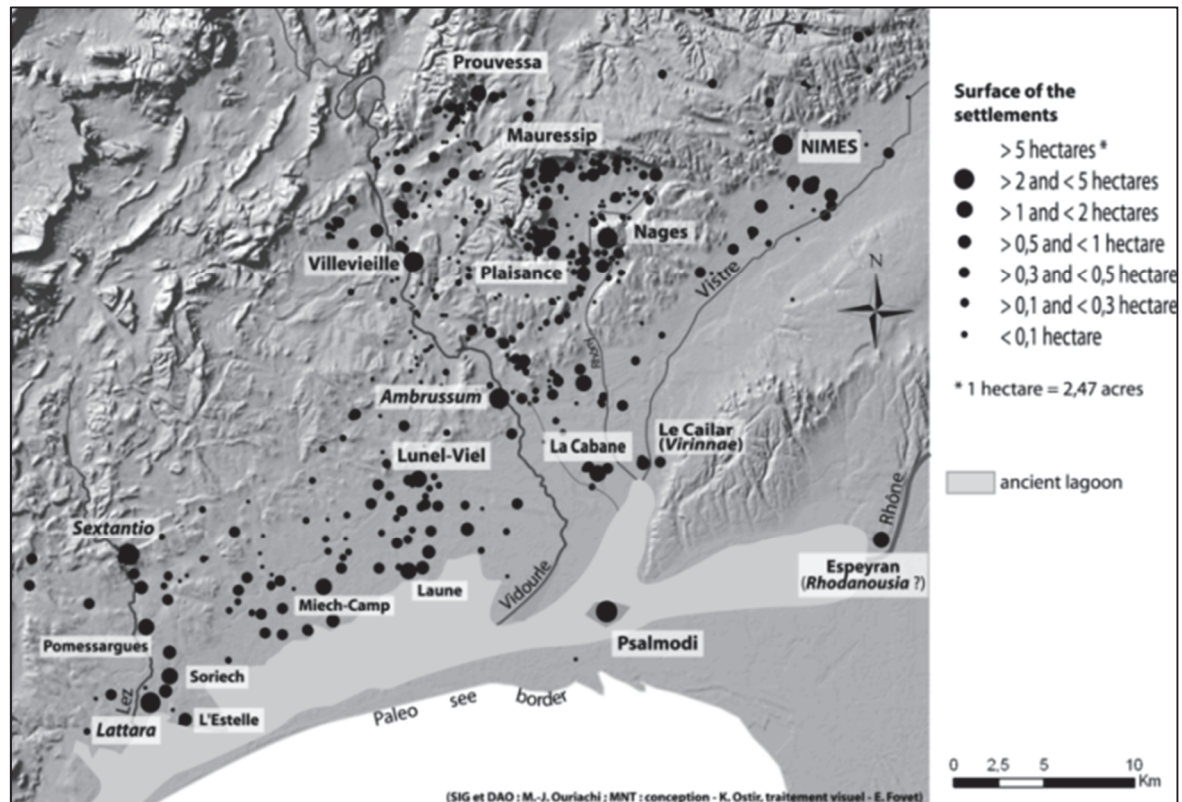 Prouvessa
Mauressip
NIMES
Nages
Villevieille
Plaisance
Vistre
N
Rhôny
Ambrussum
Le Cailar
(Virinnae)
La Cabane
Lunel-Viel
Rhône
Sextantio
Espeyran
(Rhodanousia ?)
Vidourle
Laune
Miech-Camp
Psalmodi
Pomessargues
Soriech
Lez
L'Estelle
Lattara
Paleo see border
(SIG et DAO : M.-J. Ouriachi ; MNT : conception - K. Ostir, traitement visuel - E. Fovet)
Surface of the
settlements
> 5 hectares *
> 2 and < 5 hectares
> 1 and < 2 hectares
> 0,5 and < 1 hectare
> 0,3 and < 0,5 hectare
> 0,1 and < 0,3 hectare
< 0,1 hectare
* 1 hectare = 2,47 acres
ancient lagoon
0 2,5 5 10
Km